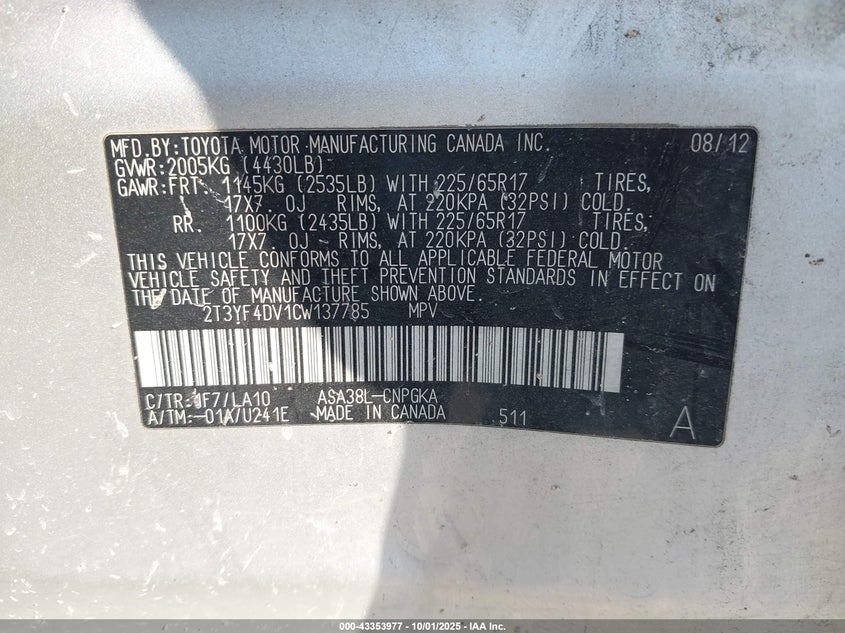 MFD.BY:TOYOTA MOTOR MANUFACTURING CANADA INC. 08/12
GVWR:2005KG (4430LB)
GAWR:FRT. 1145KG (2535LB) WITH 225/65R17 TIRES,
17X7. 0J RIMS, AT 220KPA (32PSI) COLD.
RR. 1100KG (2435LB) WITH 225/65R17 TIRES,
17X7. 0J RIMS, AT 220KPA (32PSI) COLD.
THIS VEHICLE CONFORMS TO ALL APPLICABLE FEDERAL MOTOR
VEHICLE SAFETY AND THEFT PREVENTION STANDARDS IN EFFECT ON
THE DATE OF MANUFACTURE SHOWN ABOVE.
2T3YF4DV1CW137785 MPV
C/TR:1F7/LA10 ASA38L-CNPGKA
A/TM:-01A/U241E MADE IN CANADA 511 A
000-43353977 - 10/01/2025 - IAA Inc.